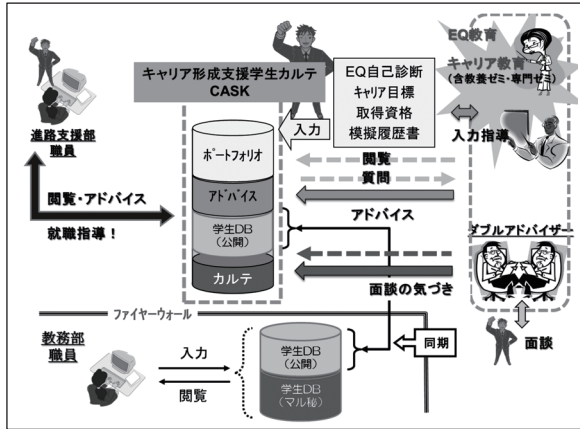 EQ教育
キャリア教育
(含教養ゼミ・専門ゼミ)
キャリア形成支援学生カルテ
CASK
EQ自己診断
キャリア目標
取得資格
模擬履歴書
入力
入力指導
進路支援部
職員
ポートフォリオ
閲覧
質問
アドバイス
閲覧・アドバイス
就職指導！
アドバイス
学生DB
(公開)
ダブルアドバイザー
カルテ
面談の気づき
ファイヤーウォール
教務部
職員
入力
閲覧
学生DB
(公開)
学生DB
(マル秘)
同期
面談